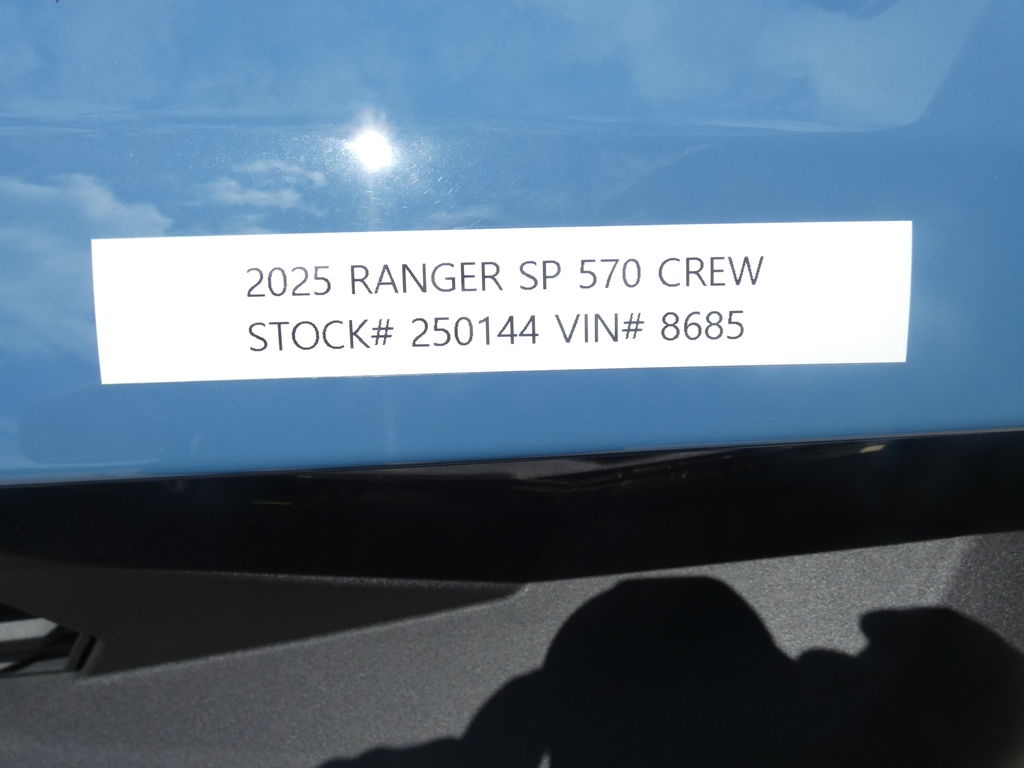 2025 RANGER SP 570 CREW
STOCK# 250144 VIN# 8685